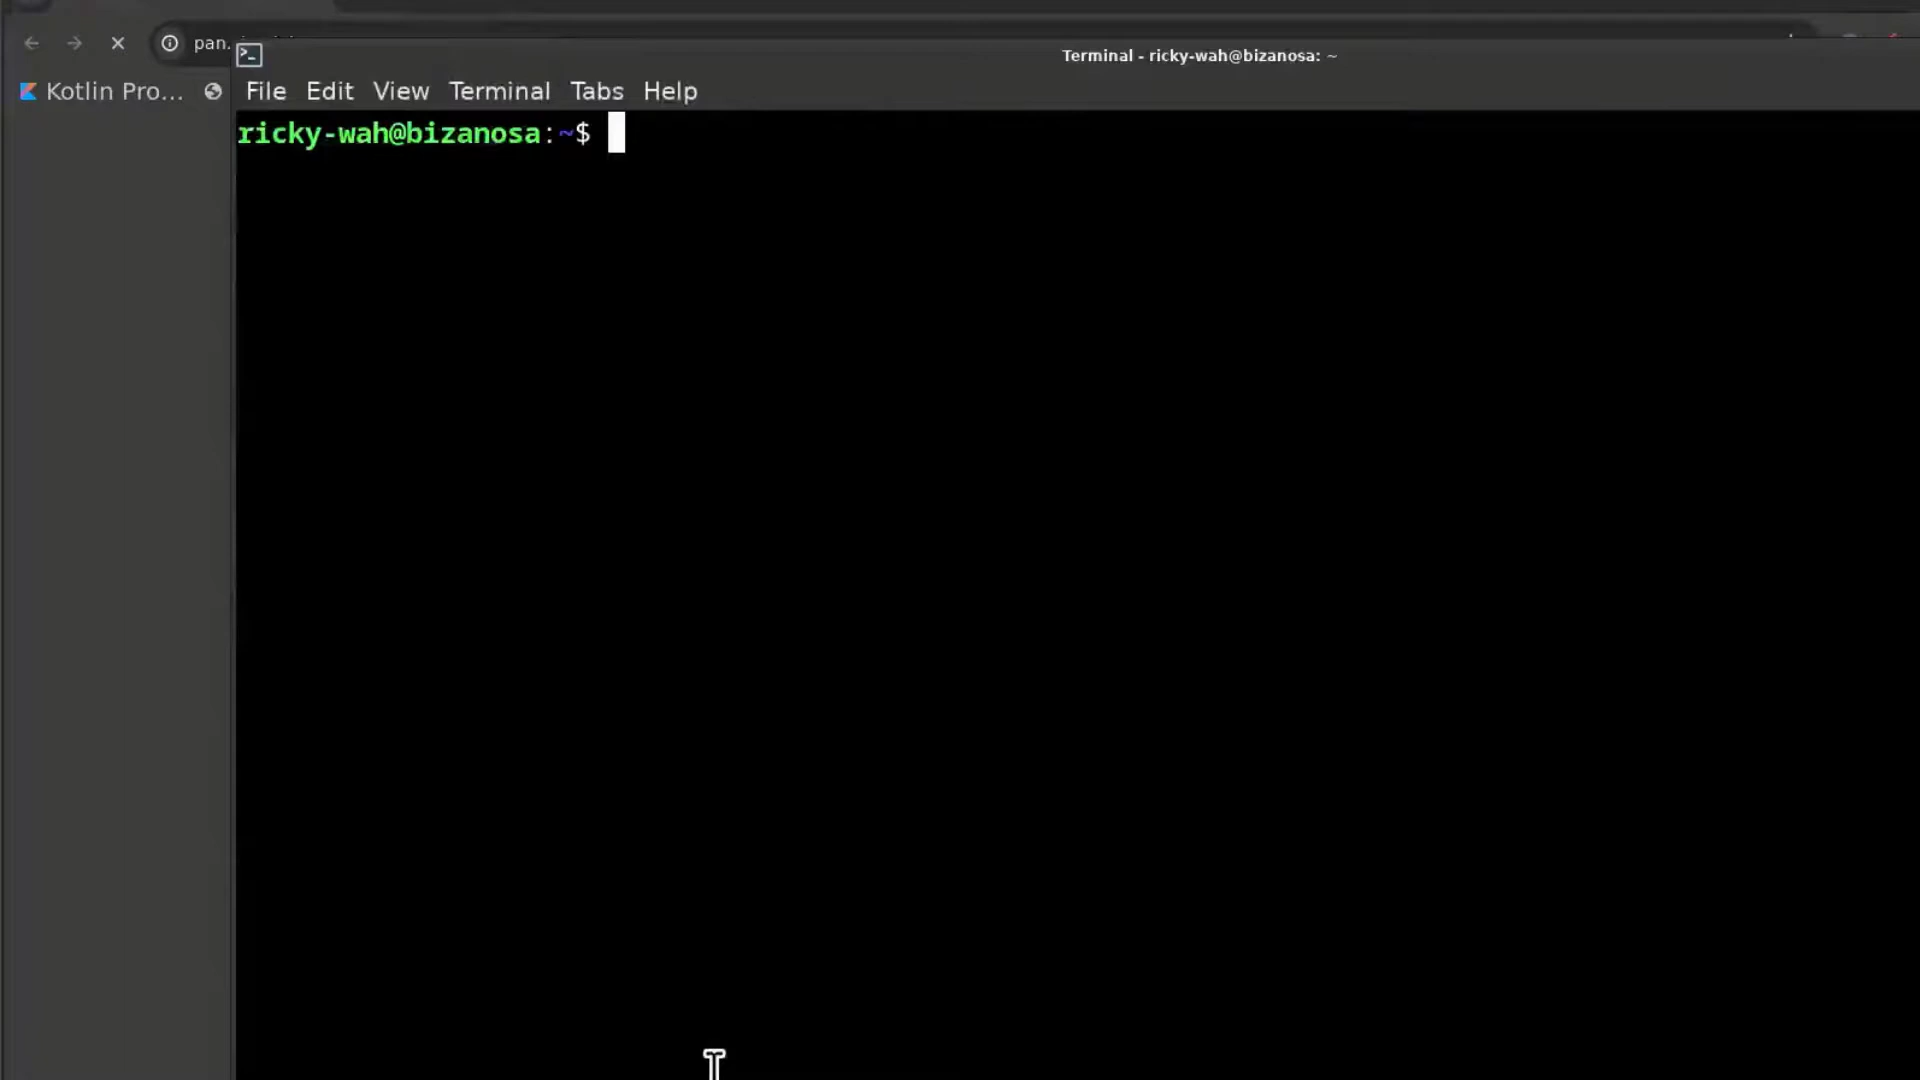 pan.
Terminal - ricky-wah@bizanosa: ~
Kotlin Pro...
File Edit View Terminal Tabs Help
ricky-wah@bizanosa:~$